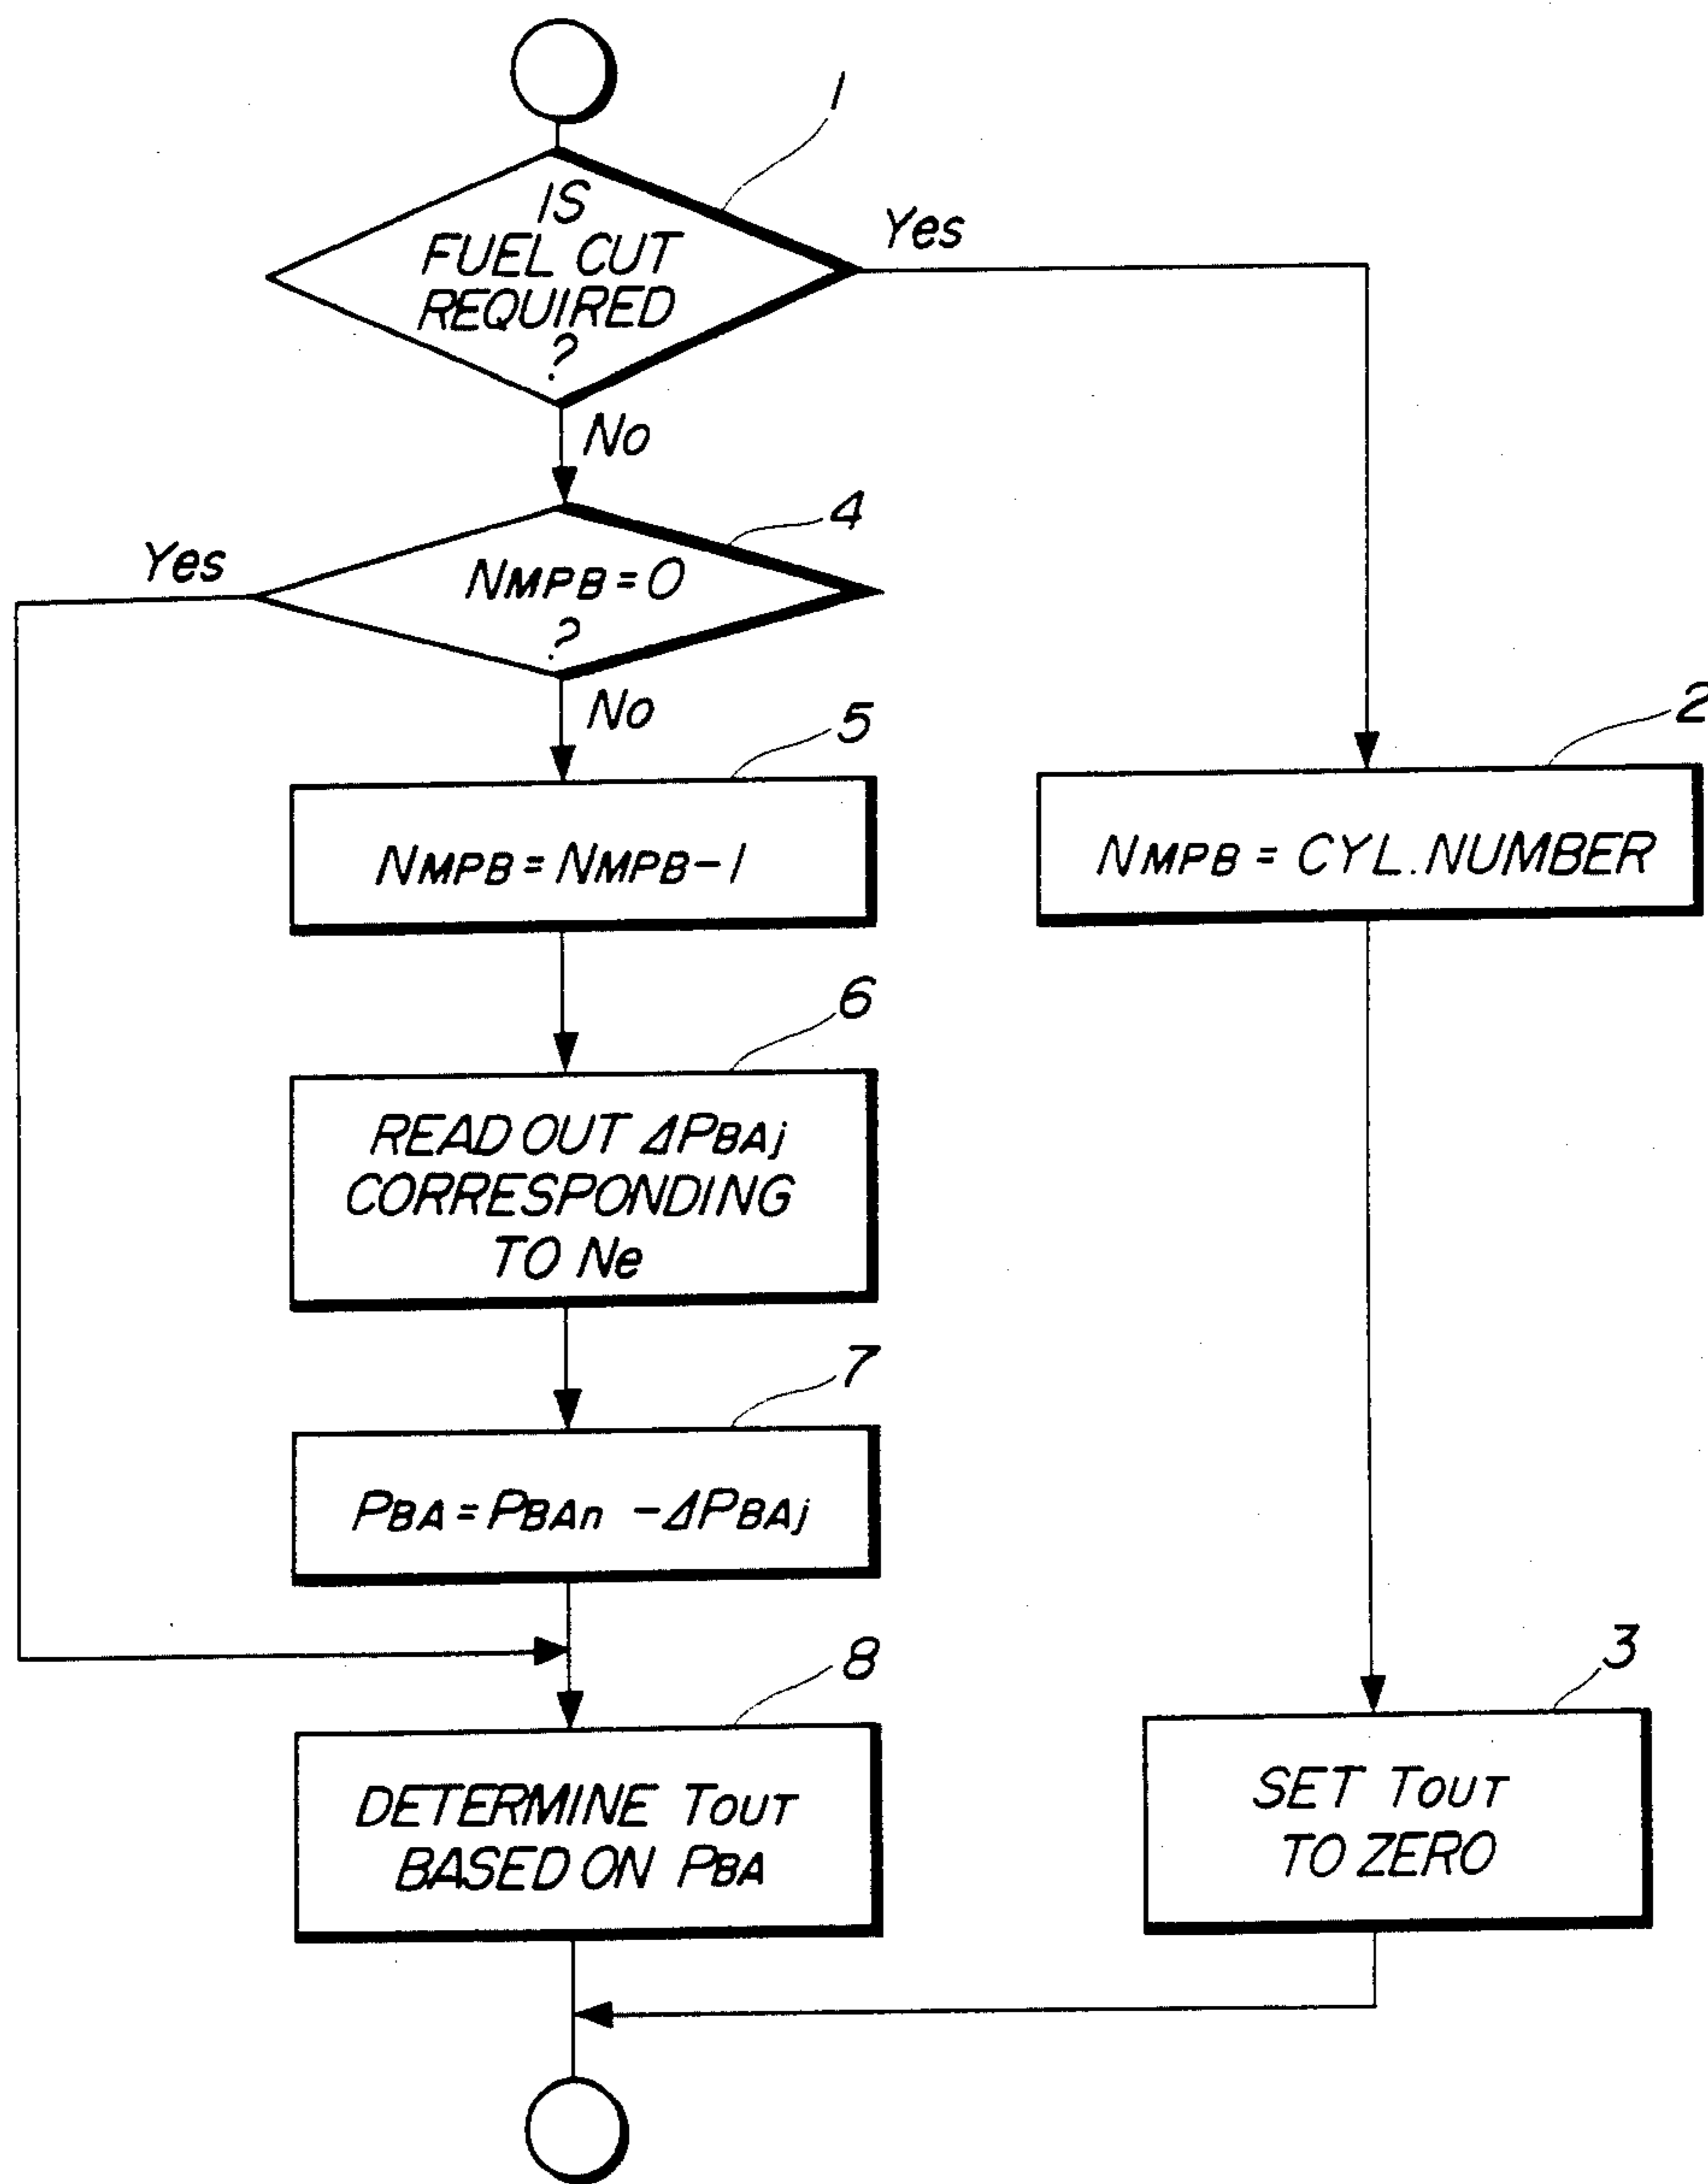 1
IS
FUEL CUT
REQUIRED
?
Yes
No
4
Yes
NMPB=0
?
No
5
NMPB=NMPB-1
2
NMPB = CYL.NUMBER
6
READ OUT ΔPBAj
CORRESPONDING
TO Ne
7
PBA=PBAn -ΔPBAj
8
DETERMINE TOUT
BASED ON PBA
3
SET TOUT
TO ZERO